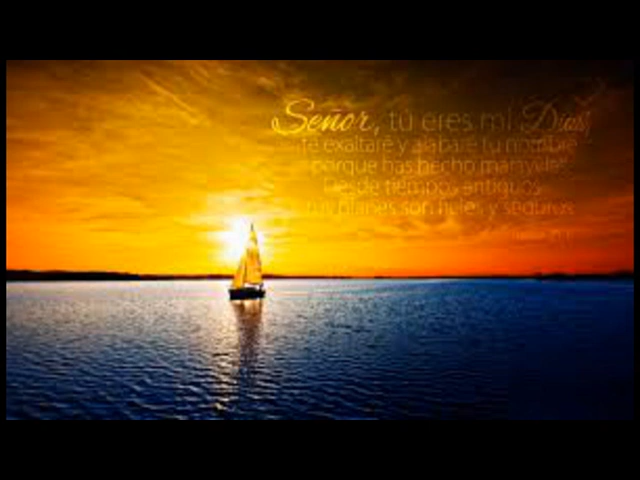 Señor, tú eres mi Dios,
te exaltaré y alabaré tu nombre
porque has hecho maravillas.
Desde tiempos antiguos
tus planes son fieles y seguros